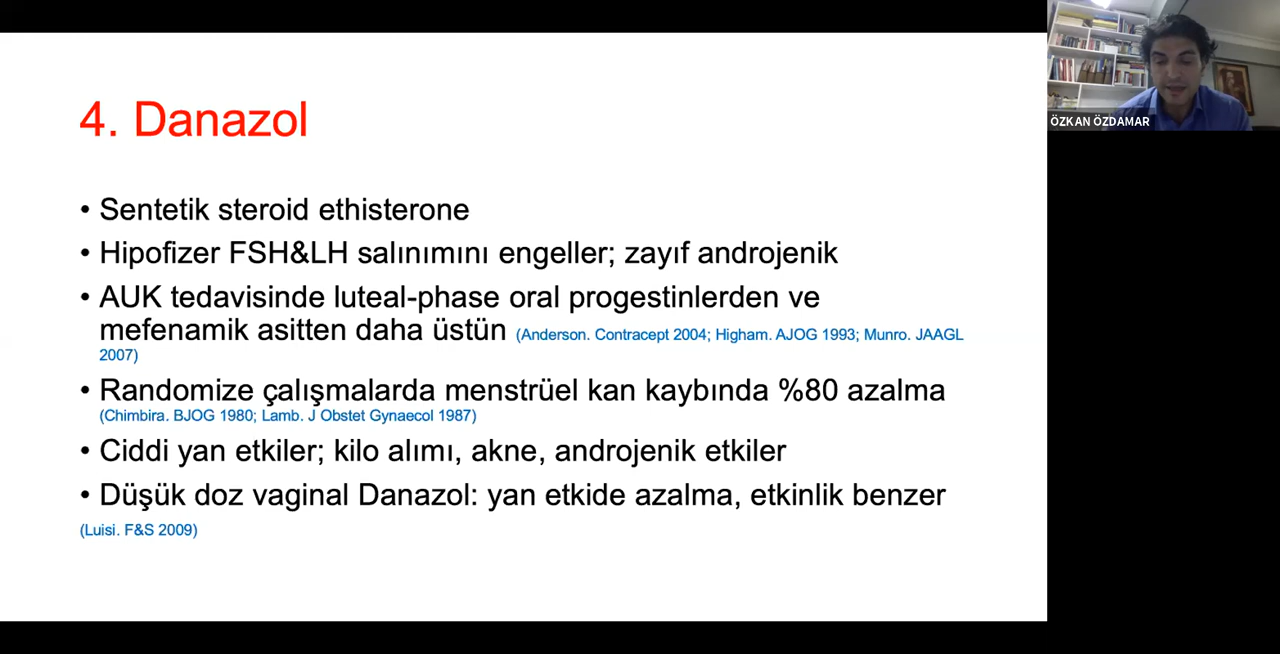 4. Danazol
• Sentetik steroid ethisterone
• Hipofizer FSH&LH salınımını engeller; zayıf androjenik
• AUK tedavisinde luteal-phase oral progestinlerden ve
mefenamik asitten daha üstün (Anderson. Contracept 2004; Higham. AJOG 1993; Munro. JAAGL
2007)
• Randomize çalışmalarda menstrüel kan kaybında %80 azalma
(Chimbira. BJOG 1980; Lamb. J Obstet Gynaecol 1987)
• Ciddi yan etkiler; kilo alımı, akne, androjenik etkiler
• Düşük doz vaginal Danazol: yan etkide azalma, etkinlik benzer
(Luisi. F&S 2009)
ÖZKAN ÖZDAMAR